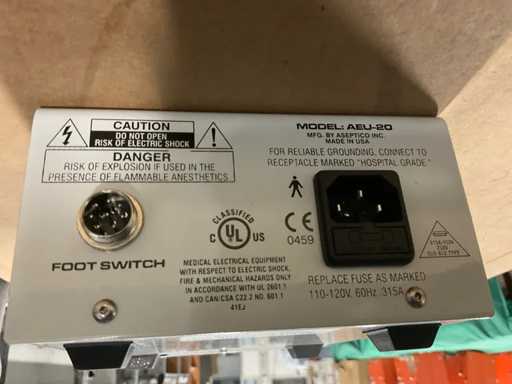 CAUTION
DO NOT OPEN
RISK OF ELECTRIC SHOCK
DANGER
RISK OF EXPLOSION IF USED IN THE
PRESENCE OF FLAMMABLE ANESTHETICS
MODEL: AEU-20
MFG. BY ASEPTICO INC.
MADE IN USA
FOR RELIABLE GROUNDING, CONNECT TO
RECEPTACLE MARKED "HOSPITAL GRADE."
FOOT SWITCH
CLASSIFIED
C UL US
CE
0459
MEDICAL ELECTRICAL EQUIPMENT
WITH RESPECT TO ELECTRIC SHOCK,
FIRE & MECHANICAL HAZARDS ONLY
IN ACCORDANCE WITH UL 2601.1
AND CAN/CSA C22.2 NO. 601.1
41EJ
REPLACE FUSE AS MARKED
110-120V, 60Hz .315A